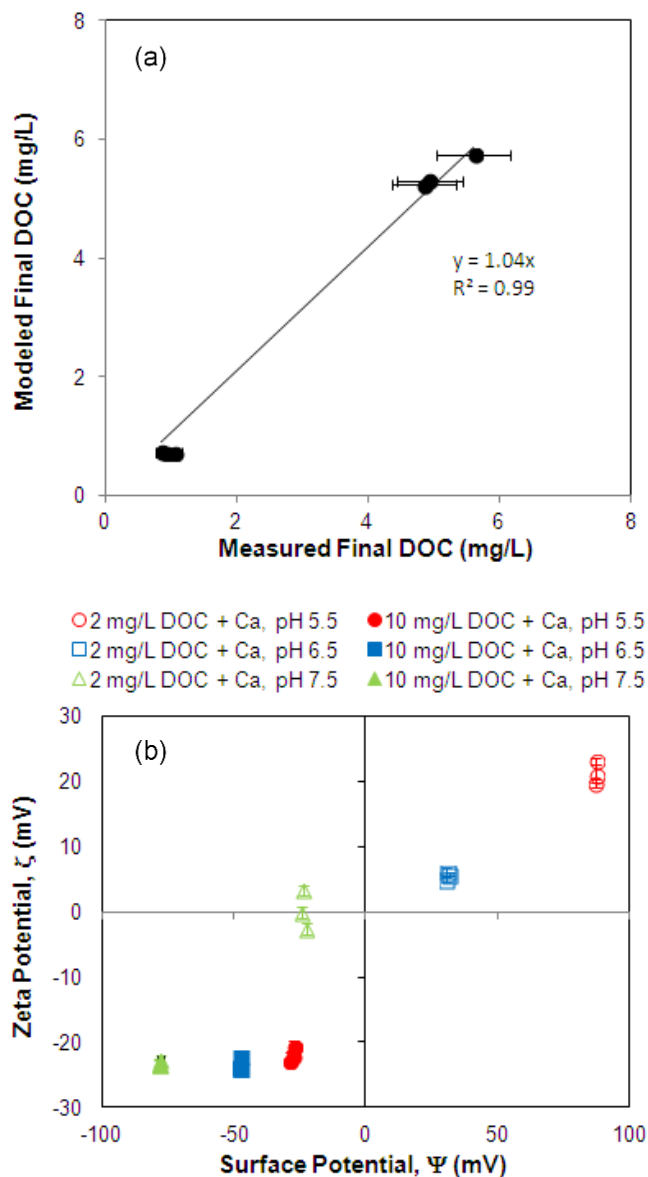 8
(a)
6
4
2
0
Modeled Final DOC (mg/L)
y = 1.04x
R² = 0.99
0 2 4 6 8
Measured Final DOC (mg/L)
2 mg/L DOC + Ca, pH 5.5 10 mg/L DOC + Ca, pH 5.5
2 mg/L DOC + Ca, pH 6.5 10 mg/L DOC + Ca, pH 6.5
2 mg/L DOC + Ca, pH 7.5 10 mg/L DOC + Ca, pH 7.5
30
(b)
20
10
0
-10
-20
-30
Zeta Potential, ζ (mV)
-100 -50 0 50 100
Surface Potential, Ψ (mV)